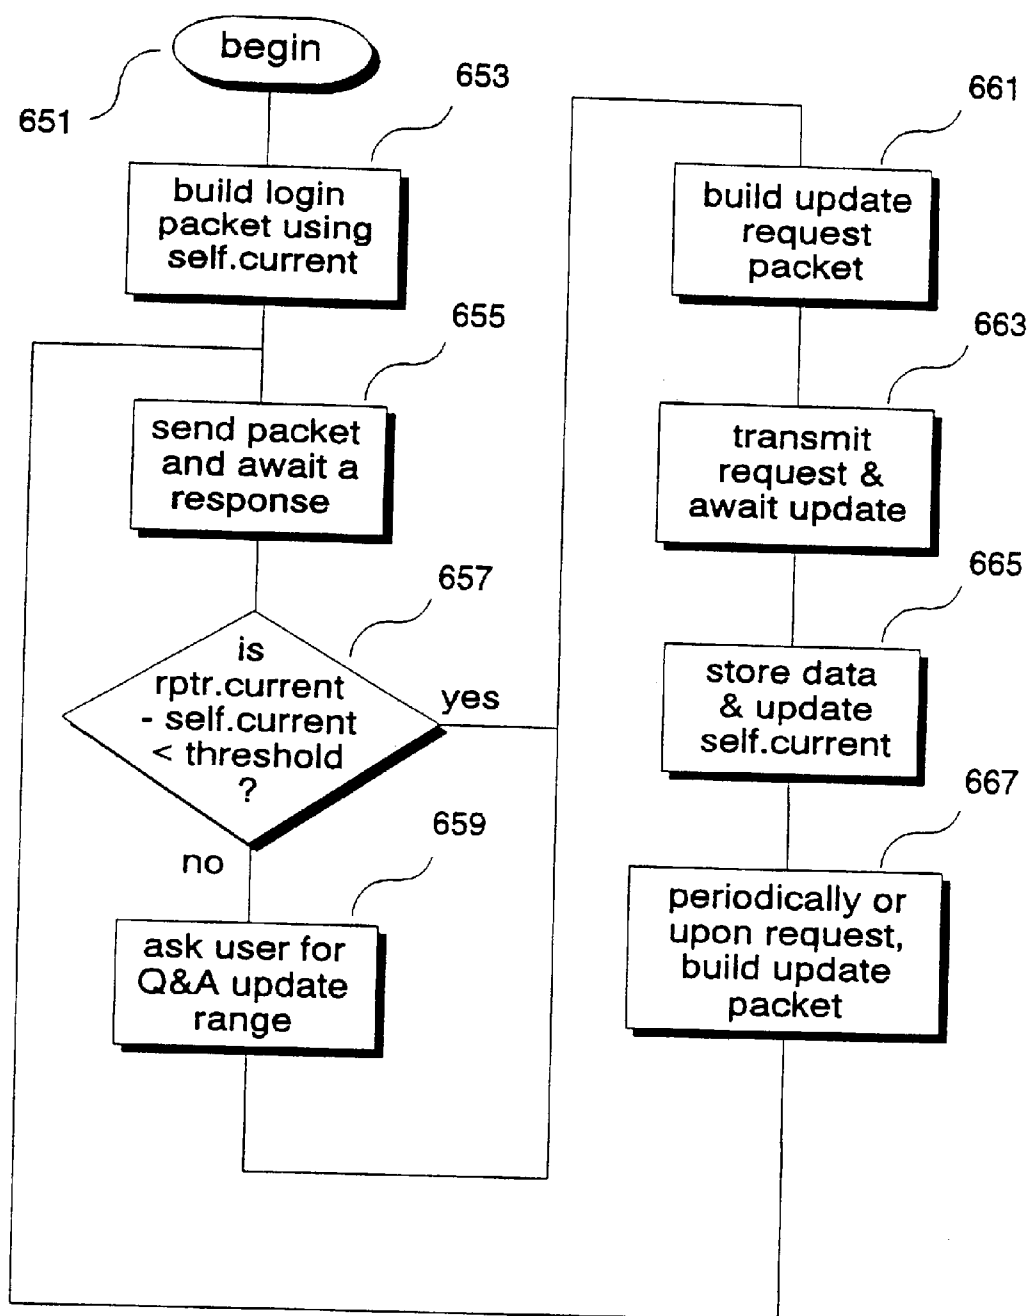 begin
651
653
build login
packet using
self.current
655
send packet
and await a
response
657
is
rptr.current
- self.current
< threshold
?
yes
no
659
ask user for
Q&A update
range
661
build update
request
packet
663
transmit
request &
await update
665
store data
& update
self.current
667
periodically or
upon request,
build update
packet